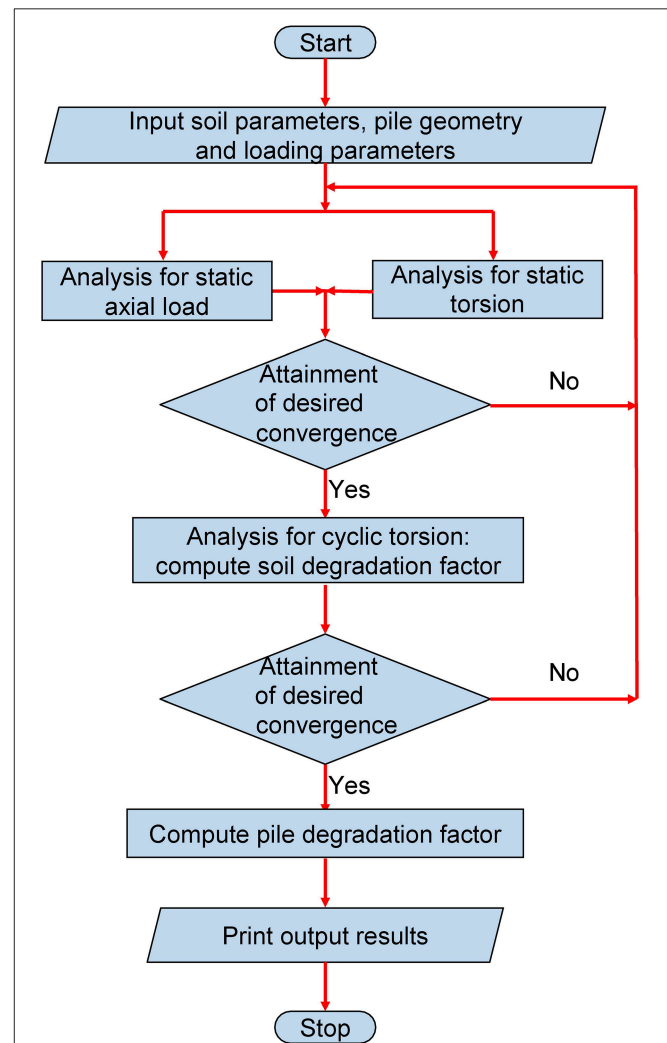 Start
Input soil parameters, pile geometry
and loading parameters
Analysis for static
axial load
Analysis for static
torsion
Attainment
of desired
convergence
No
Yes
Analysis for cyclic torsion:
compute soil degradation factor
Attainment
of desired
convergence
No
Yes
Compute pile degradation factor
Print output results
Stop